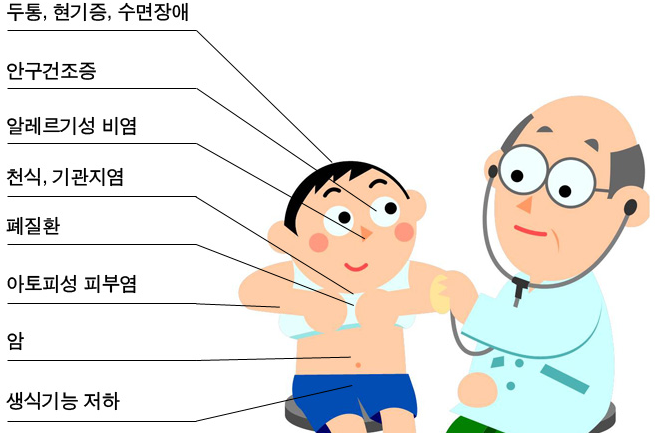 두통, 현기증, 수면장애
안구건조증
알레르기성 비염
천식, 기관지염
폐질환
아토피성 피부염
암
생식기능 저하